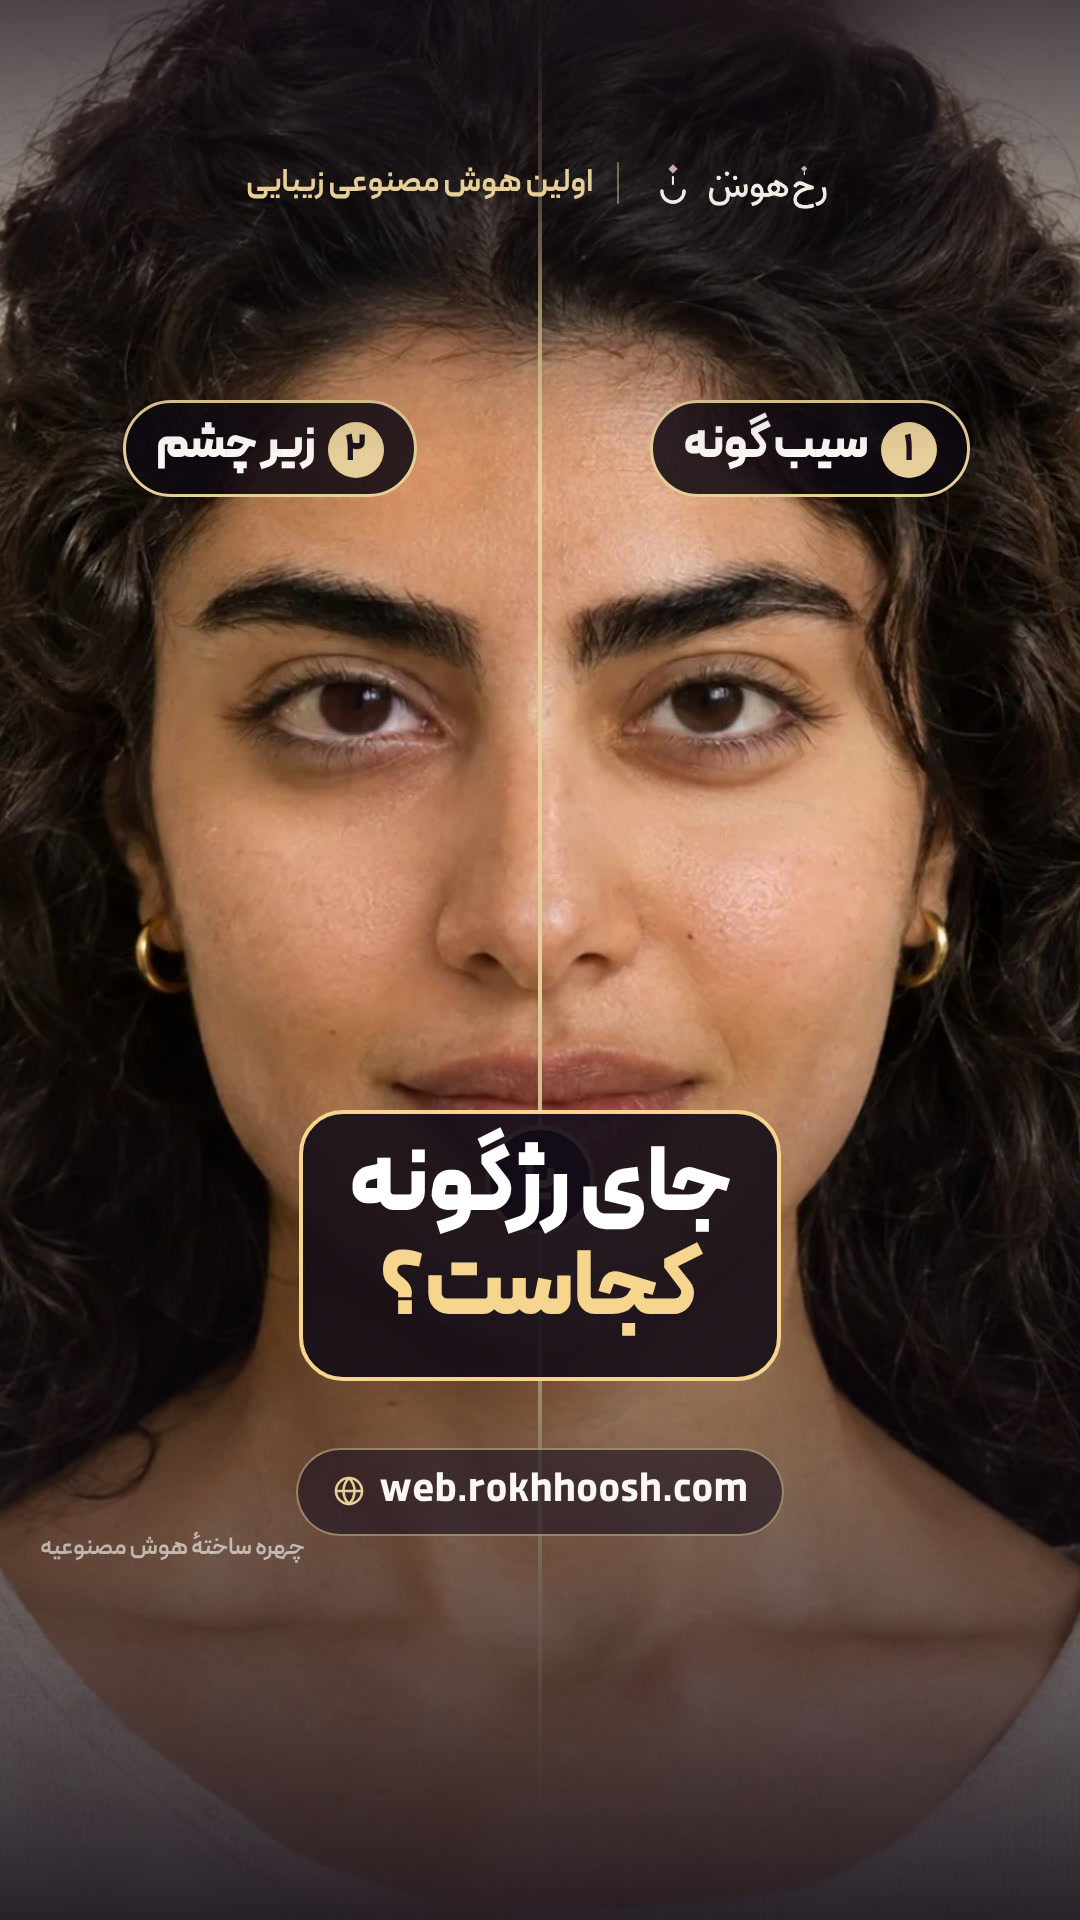 رخ هوش ن | اولین هوش مصنوعی زیبایی
۱ سیب گونه
۲ زیر چشم
جای رژگونه
کجاست؟
web.rokhhoosh.com
چهره ساختهٔ هوش مصنوعیه